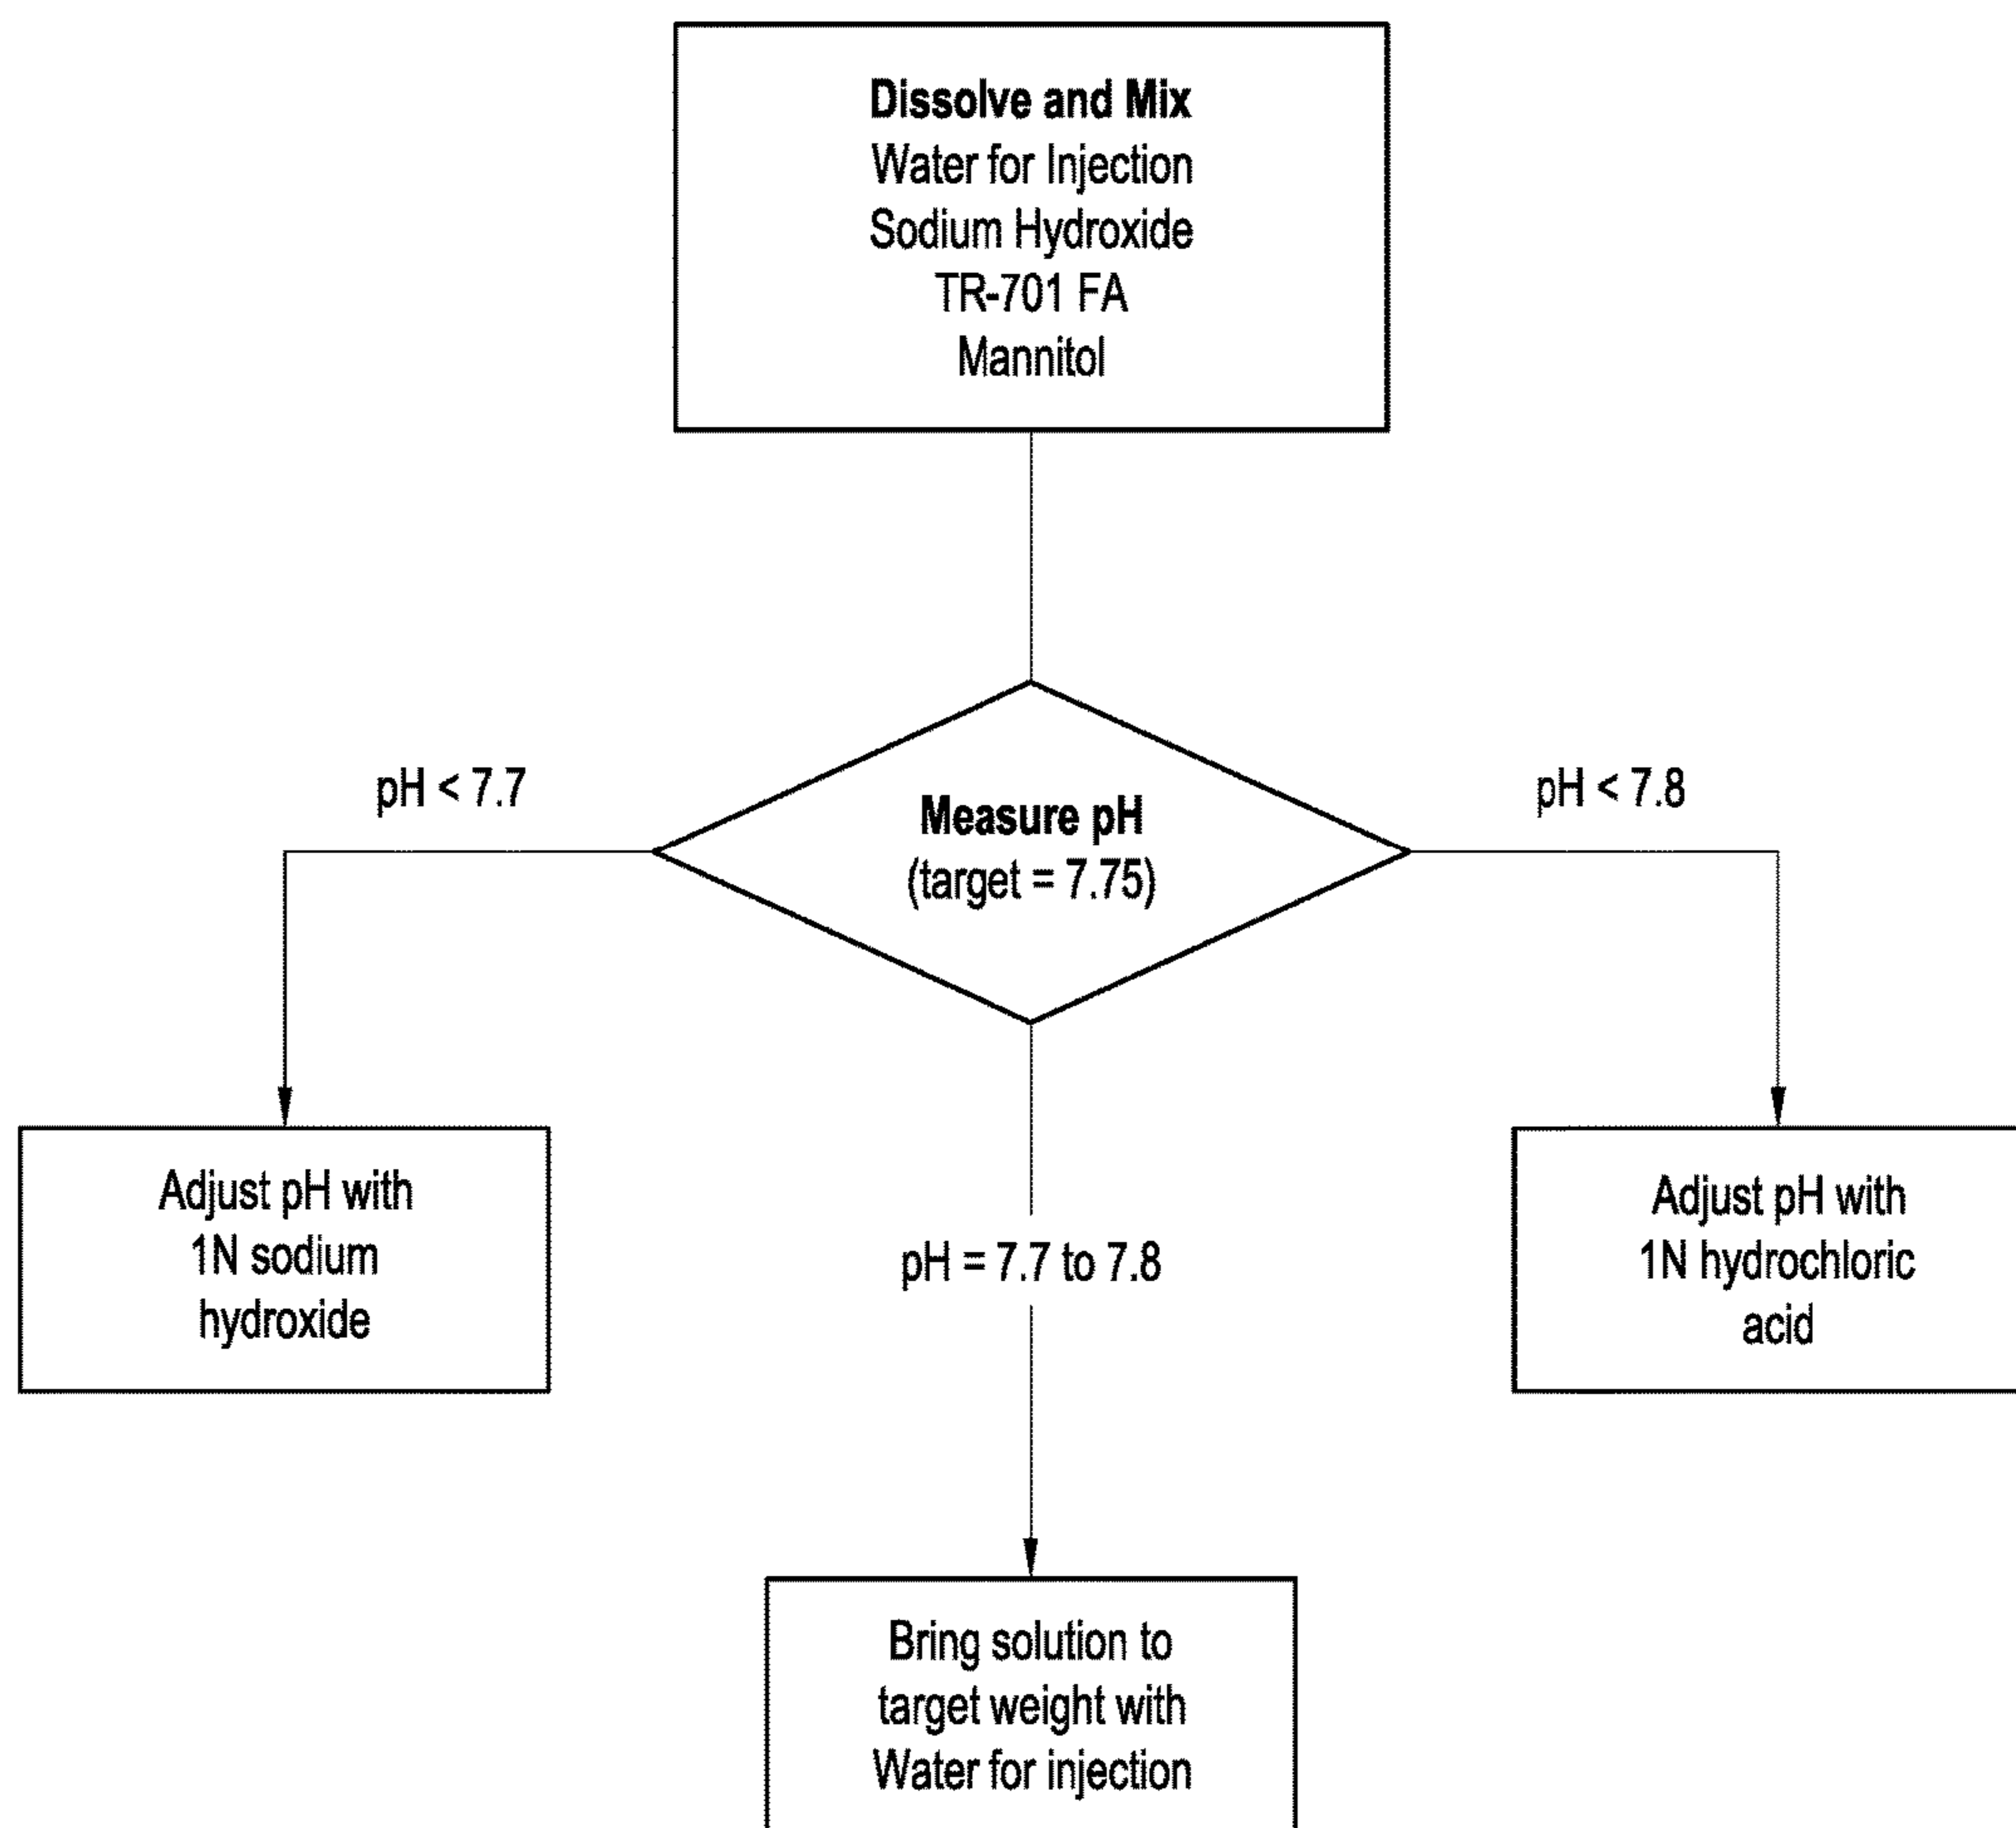 Dissolve and Mix
Water for Injection
Sodium Hydroxide
TR-701 FA
Mannitol
pH < 7.7
Measure pH
(target = 7.75)
pH < 7.8
Adjust pH with
1N sodium
hydroxide
pH = 7.7 to 7.8
Adjust pH with
1N hydrochloric
acid
Bring solution to
target weight with
Water for injection